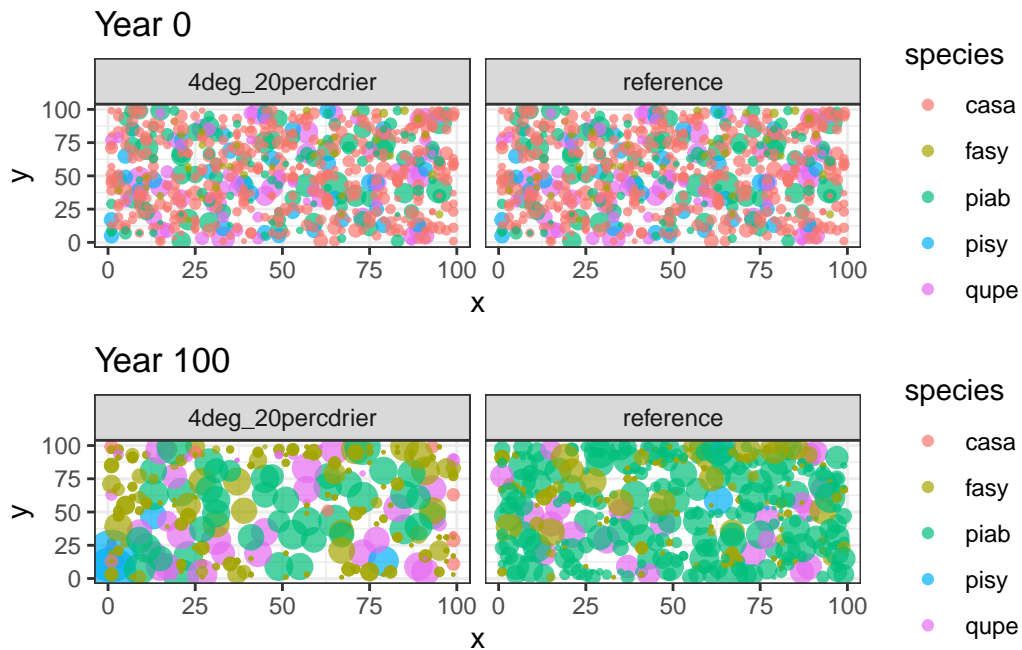 Year 0
4deg_20percdrier reference
100
75
50
25
0
y
0 25 50 75 100 0 25 50 75 100
x
species
casa
fasy
piab
pisy
qupe
Year 100
4deg_20percdrier reference
100
75
50
25
0
y
0 25 50 75 100 0 25 50 75 100
x
species
casa
fasy
piab
pisy
qupe